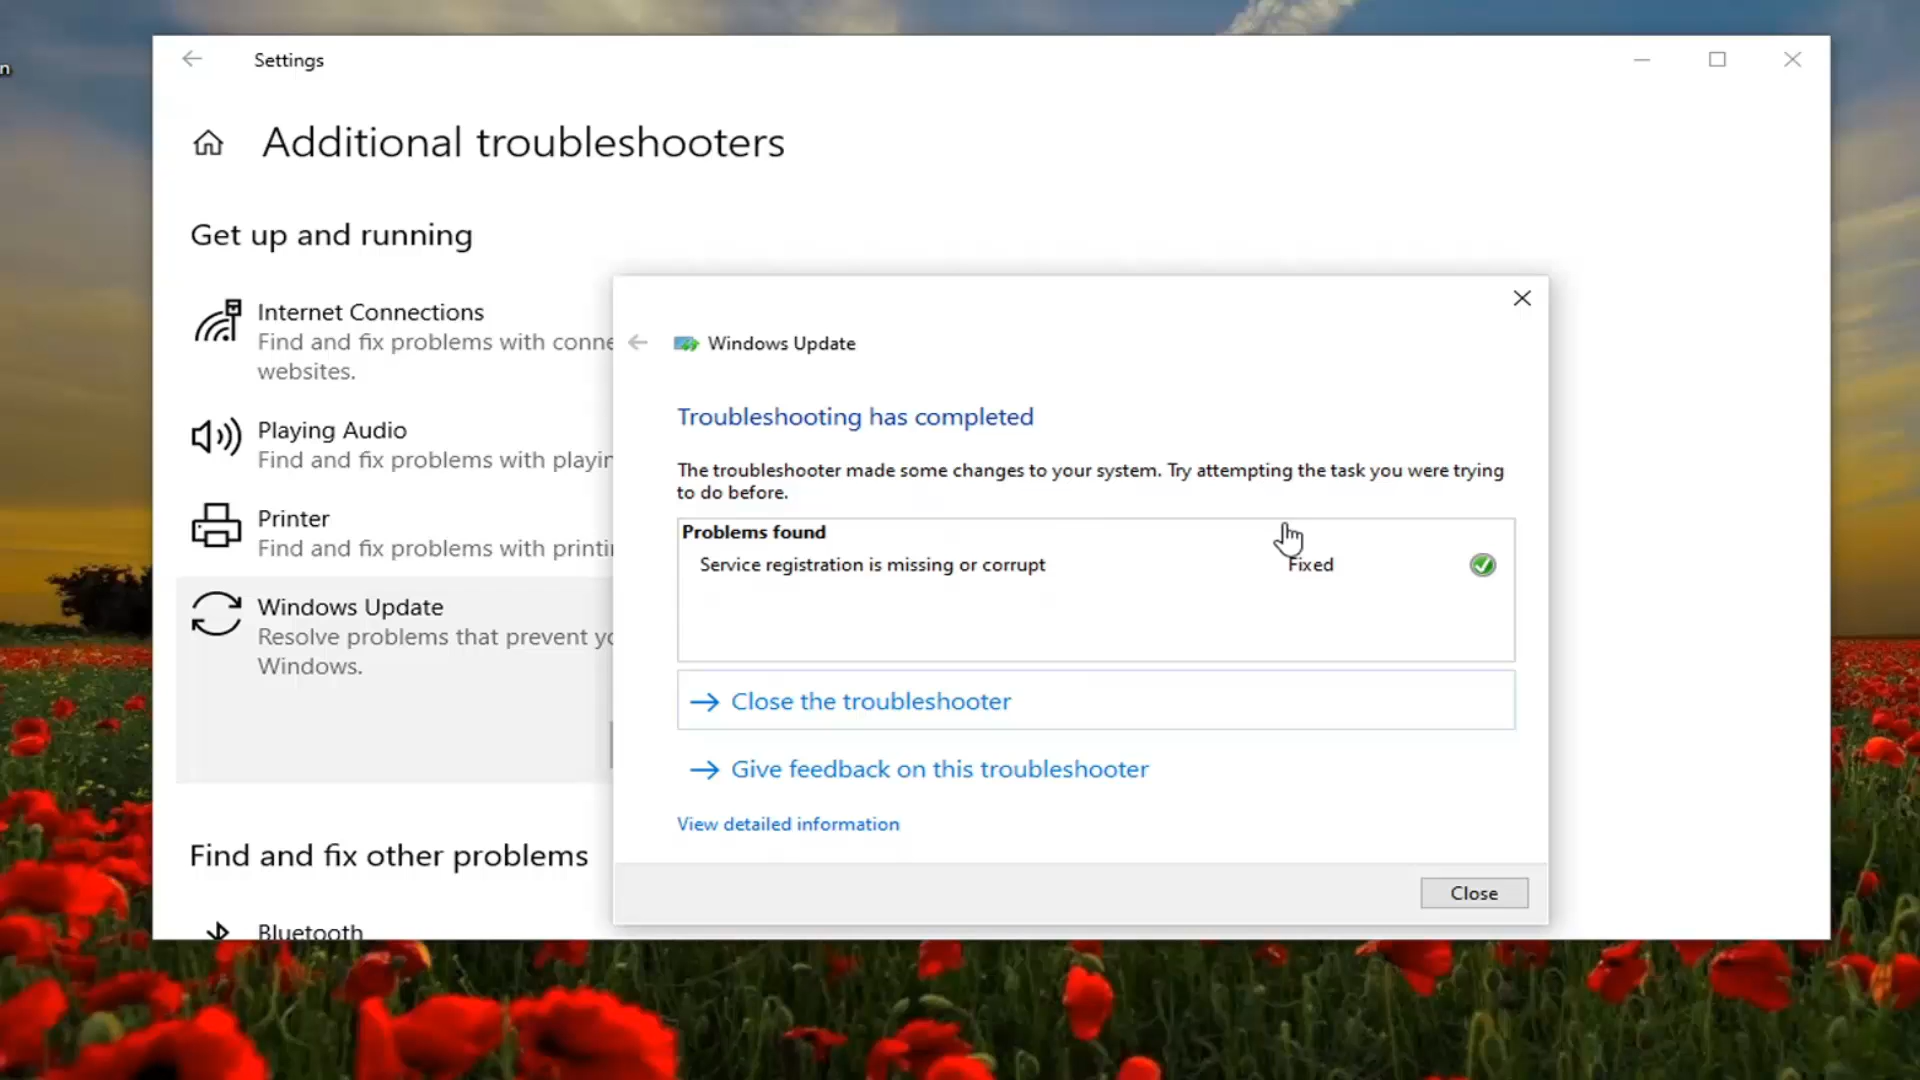 n
Settings
Additional troubleshooters
Get up and running
Internet Connections
Find and fix problems with conne
websites.
Playing Audio
Find and fix problems with playin
Printer
Find and fix problems with printi
Windows Update
Resolve problems that prevent yo
Windows.
Find and fix other problems
Bluetooth
Windows Update
Troubleshooting has completed
The troubleshooter made some changes to your system. Try attempting the task you were trying
to do before.
Problems found
Service registration is missing or corrupt Fixed
Close the troubleshooter
Give feedback on this troubleshooter
View detailed information
Close